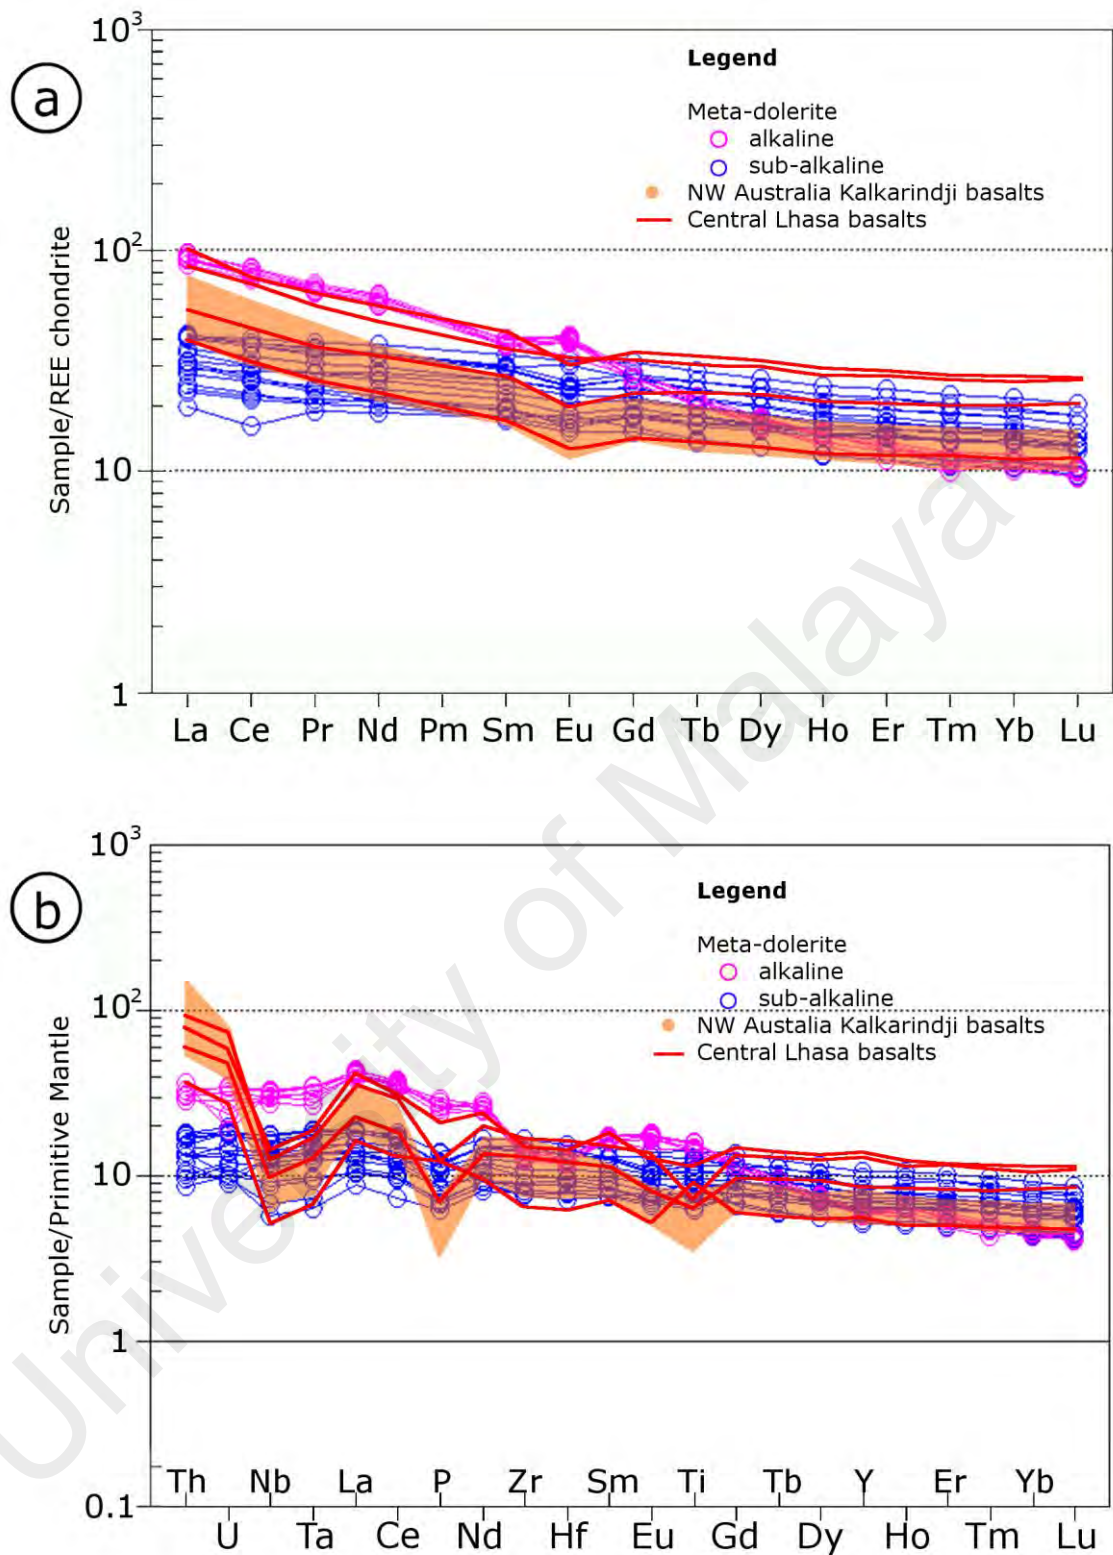 a
10³
10²
10
1
Sample/REE chondrite
Legend
Meta-dolerite
alkaline
sub-alkaline
NW Australia Kalkarindji basalts
Central Lhasa basalts
La Ce Pr Nd Pm Sm Eu Gd Tb Dy Ho Er Tm Yb Lu
b
10³
10²
10
1
0.1
Sample/Primitive Mantle
Legend
Meta-dolerite
alkaline
sub-alkaline
NW Austalia Kalkarindji basalts
Central Lhasa basalts
Th Nb La P Zr Sm Ti Tb Y Er Yb
U Ta Ce Nd Hf Eu Gd Dy Ho Tm Lu
University of Malaya